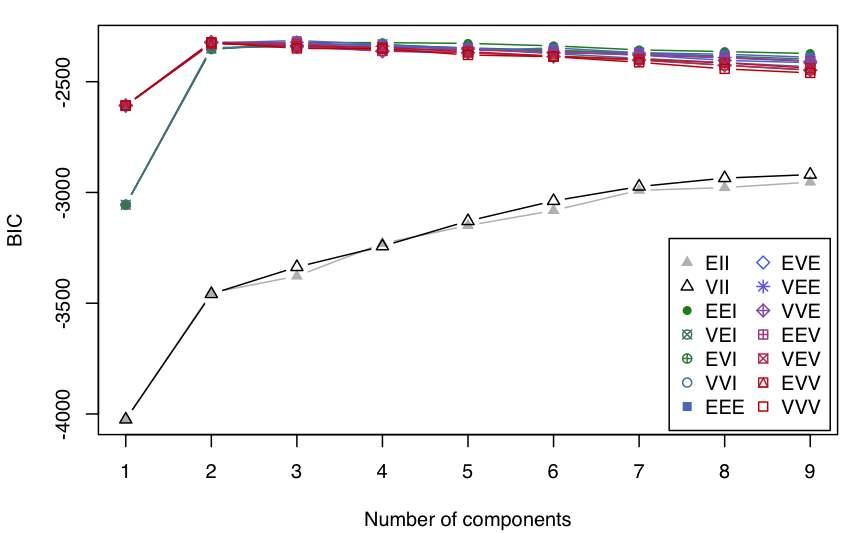 BIC
-2500
-3000
-3500
-4000
1 2 3 4 5 6 7 8 9
Number of components
EII EVE
VII VEE
EEI VVE
VEI EEV
EVI VEV
VVI EVV
EEE VVV